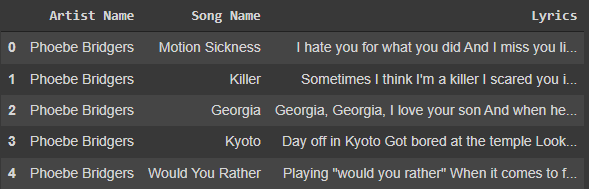 Artist Name Song Name Lyrics
0 Phoebe Bridgers Motion Sickness I hate you for what you did And I miss you li...
1 Phoebe Bridgers Killer Sometimes I think I'm a killer I scared you i...
2 Phoebe Bridgers Georgia Georgia, Georgia, I love your son And when he...
3 Phoebe Bridgers Kyoto Day off in Kyoto Got bored at the temple Look...
4 Phoebe Bridgers Would You Rather Playing "would you rather" When it comes to f...